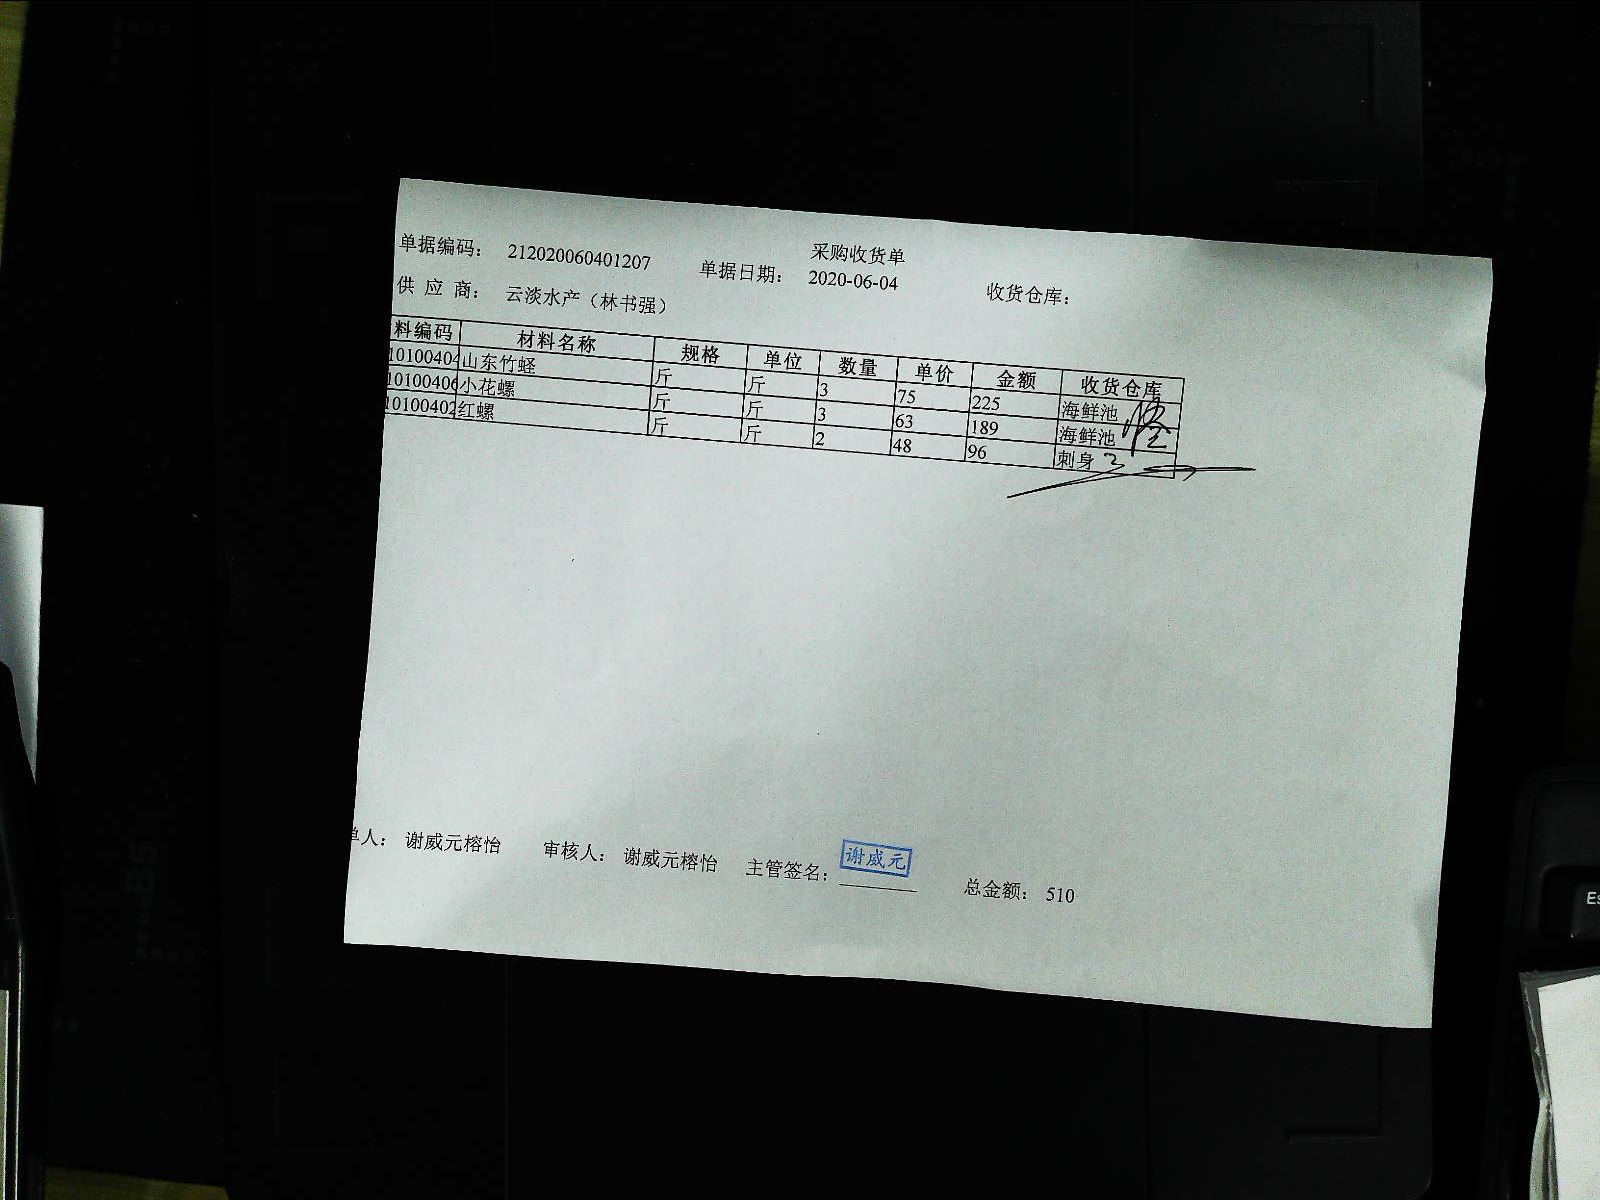 采购收货单
单据编码： 212020060401207 单据日期： 2020-06-04 收货仓库：
供 应 商： 云淡水产（林书强）
料编码 材料名称 规格 单位 数量 单价 金额 收货仓库
10100404 山东竹蛏 斤 斤 3 75 225 海鲜池
10100406 小花螺 斤 斤 3 63 189 海鲜池
10100402 红螺 斤 斤 2 48 96 刺身
单人： 谢威元榕怡 审核人： 谢威元榕怡 主管签名： 谢威元 总金额： 510
Es